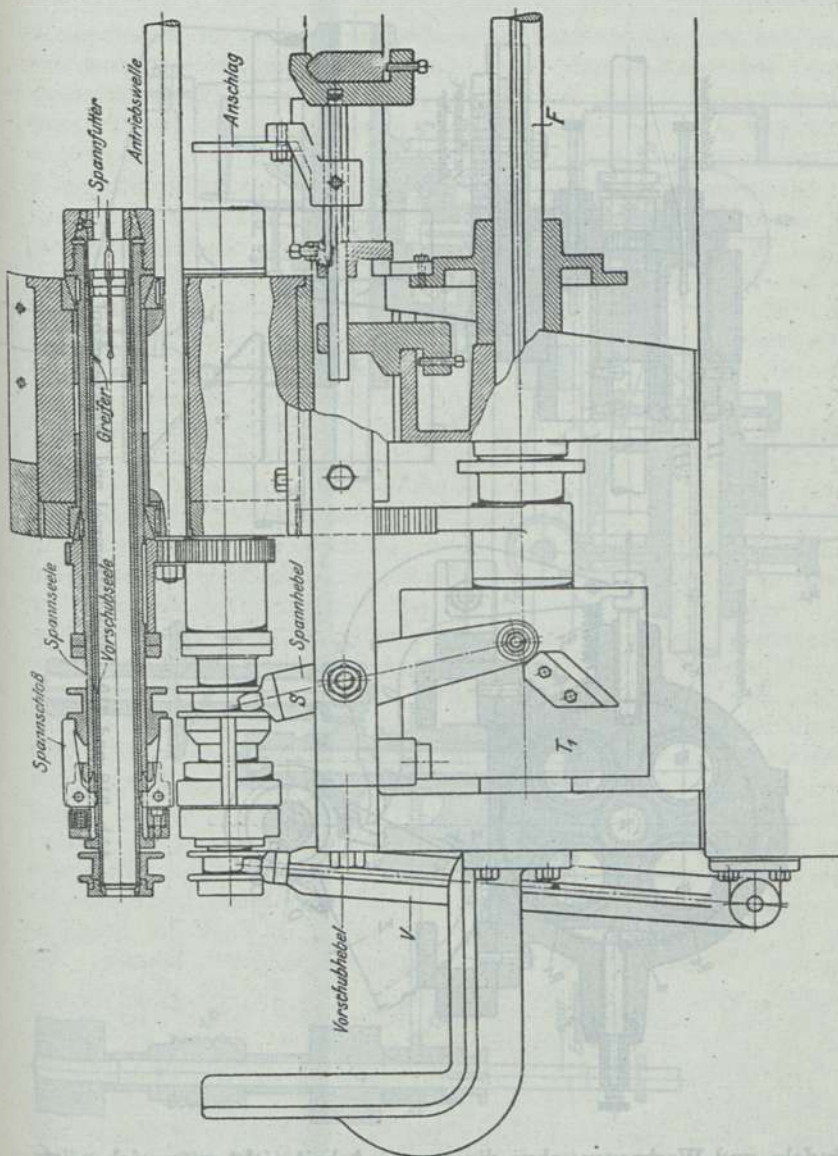 Spannfutter
Antriebswelle
Anschlag
F
Greifer
Spannseele
Vorschubseele
Spannschloß
Spannhebel
S
T₁
Vorschubhebel
V